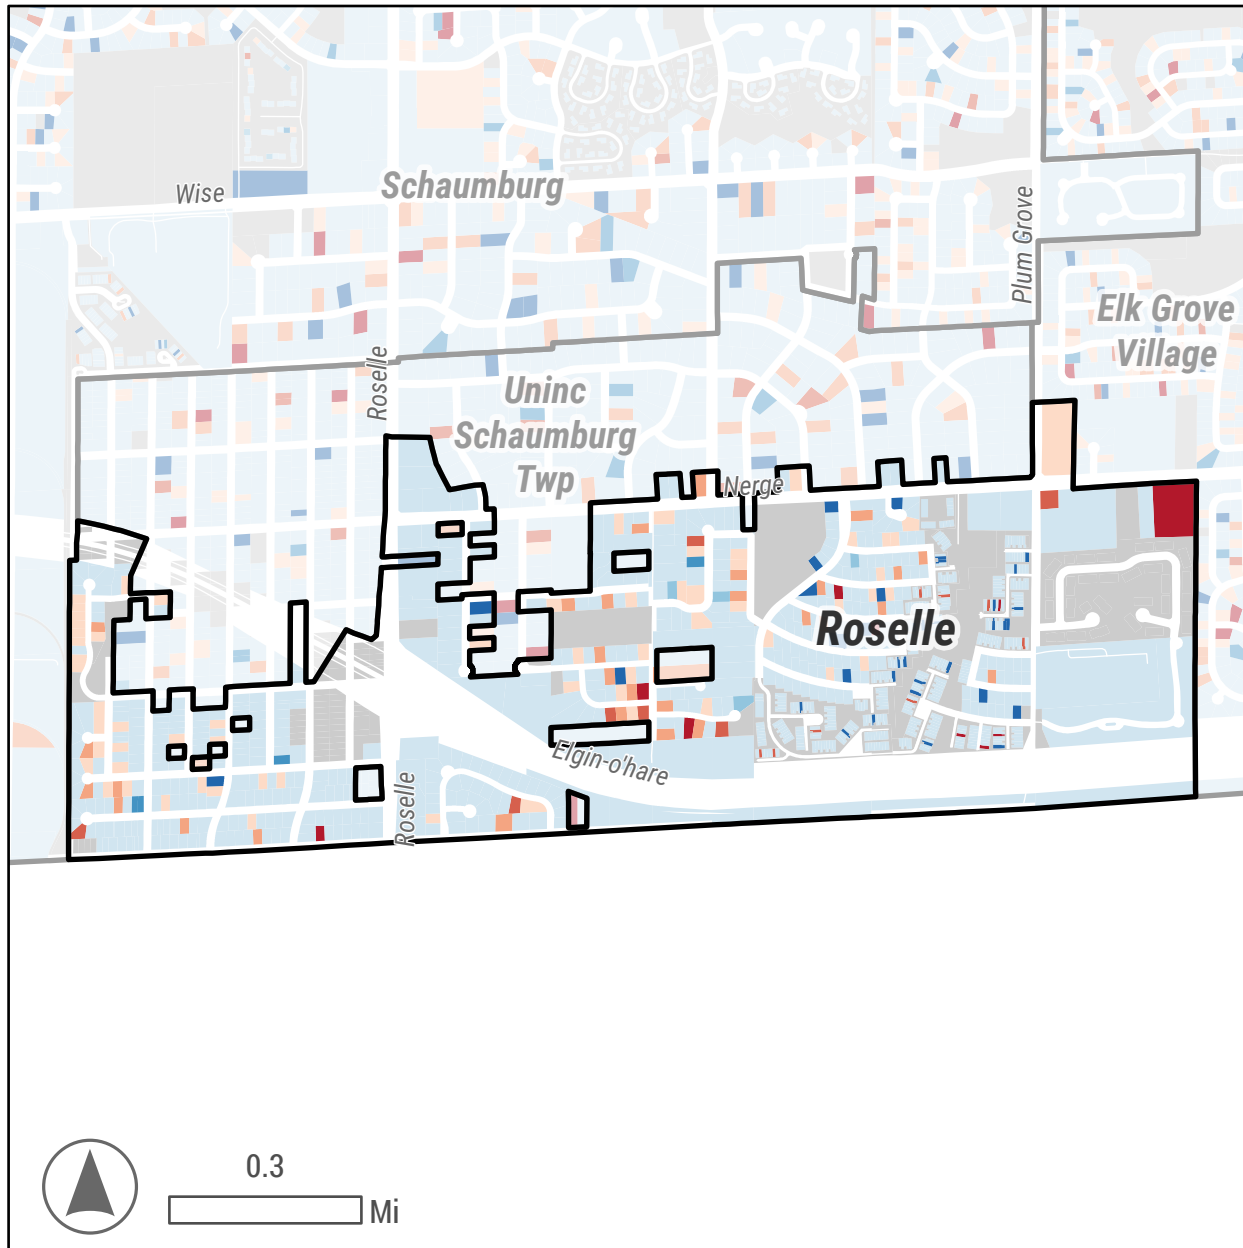 Wise
Schaumburg
Plum Grove
Elk Grove
Village
Roselle
Uninc
Schaumburg
Twp
Nerge
Roselle
Elgin-o'hare
Roselle
0.3
Mi